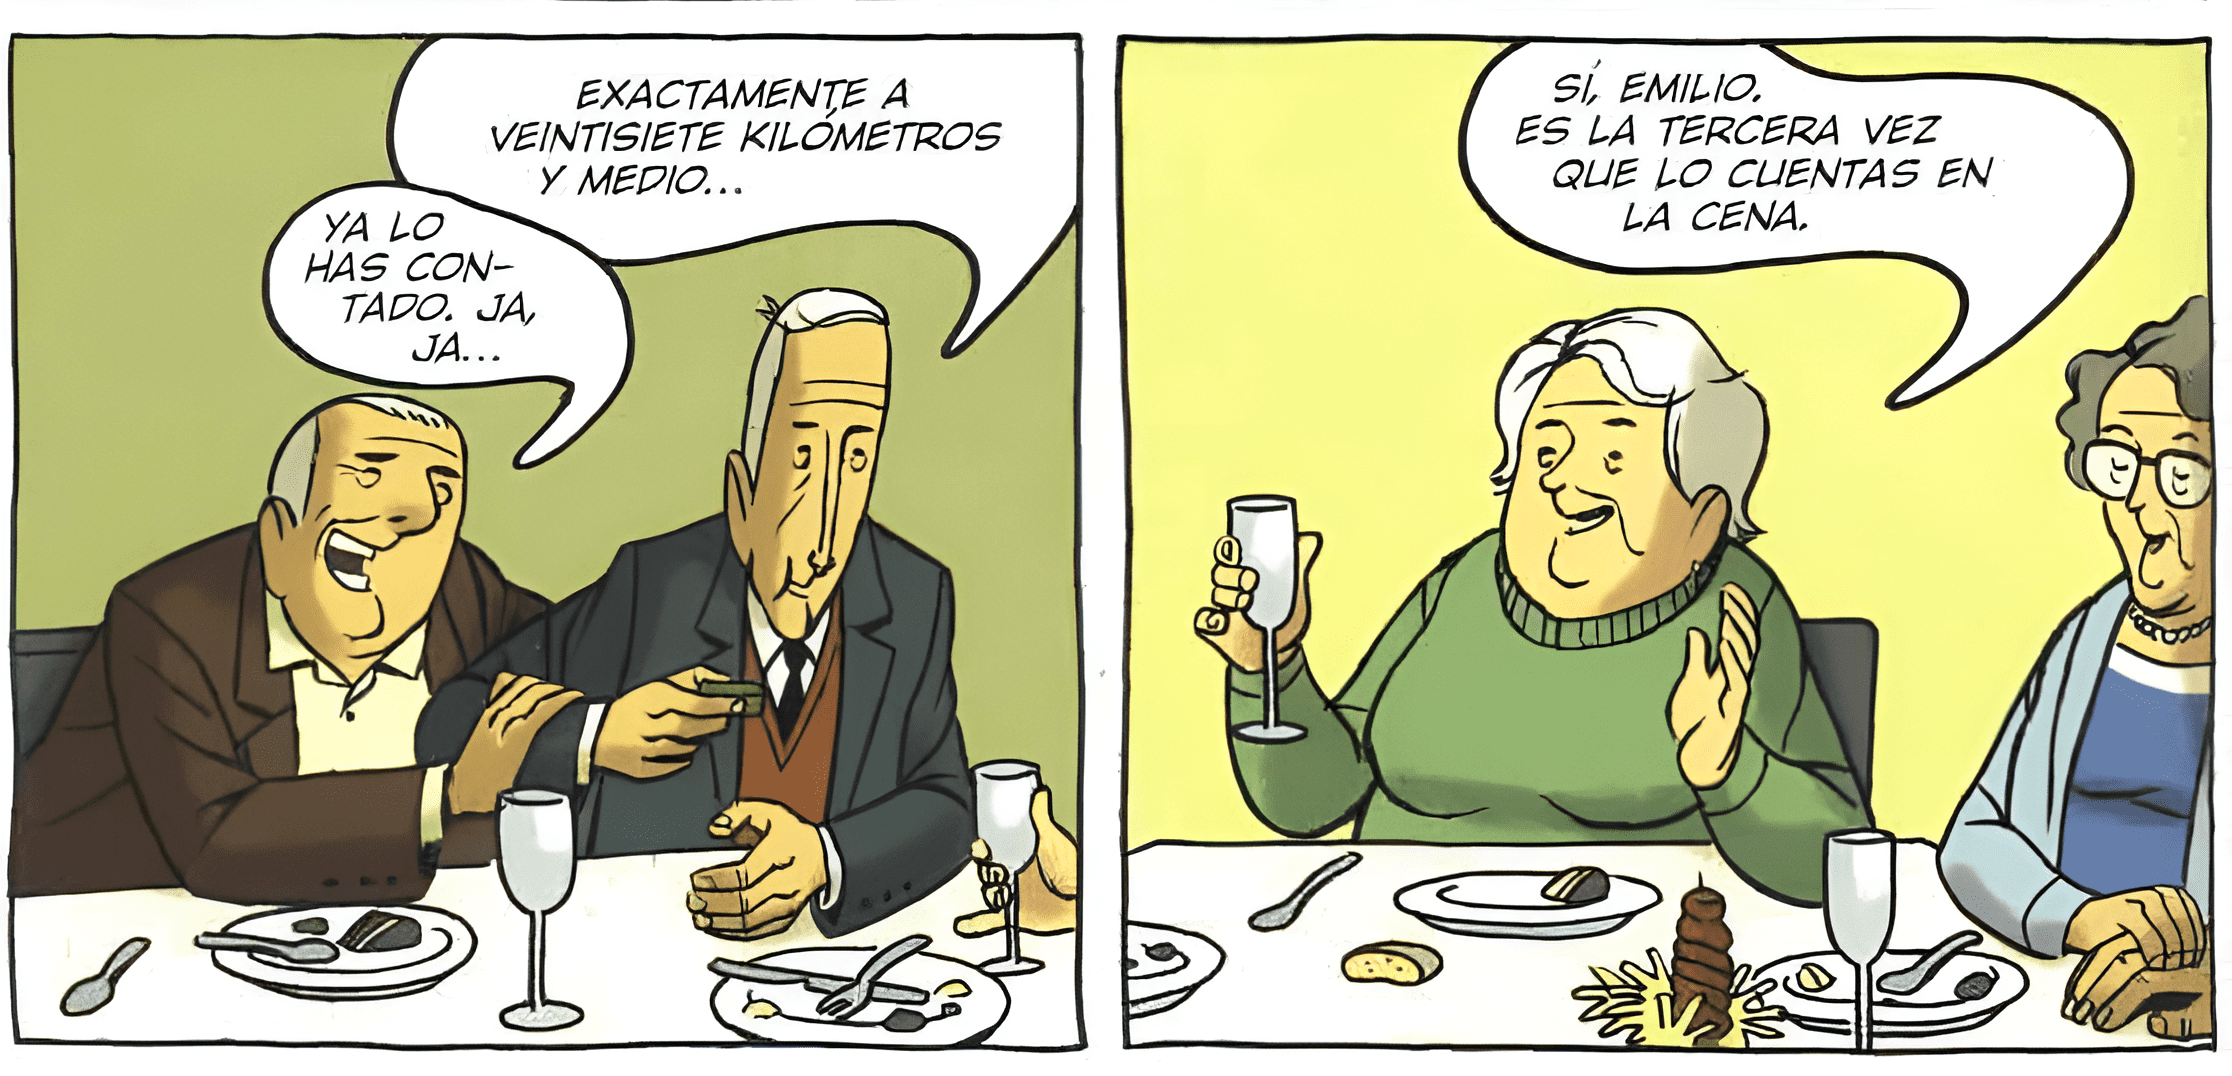 EXACTAMENTE A
VEINTISIETE KILÓMETROS
Y MEDIO...
YA LO
HAS CON-
TADO. JA,
JA...
SÍ, EMILIO.
ES LA TERCERA VEZ
QUE LO CUENTAS EN
LA CENA.